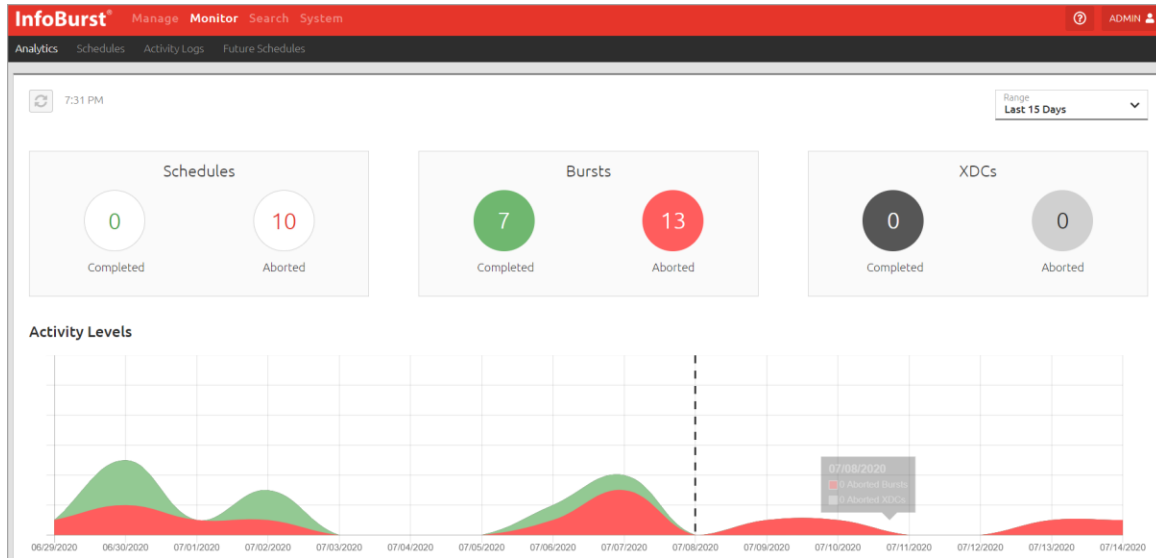 InfoBurst® Manage Monitor Search System ADMIN
Analytics Schedules Activity Logs Future Schedules
7:31 PM
Range
Last 15 Days
Schedules
0 10
Completed Aborted
Bursts
7 13
Completed Aborted
XDCs
0 0
Completed Aborted
Activity Levels
07/08/2020
0 Aborted Bursts
0 Aborted XDCs
06/29/2020 06/30/2020 07/01/2020 07/02/2020 07/03/2020 07/04/2020 07/05/2020 07/06/2020 07/07/2020 07/08/2020 07/09/2020 07/10/2020 07/11/2020 07/12/2020 07/13/2020 07/14/2020